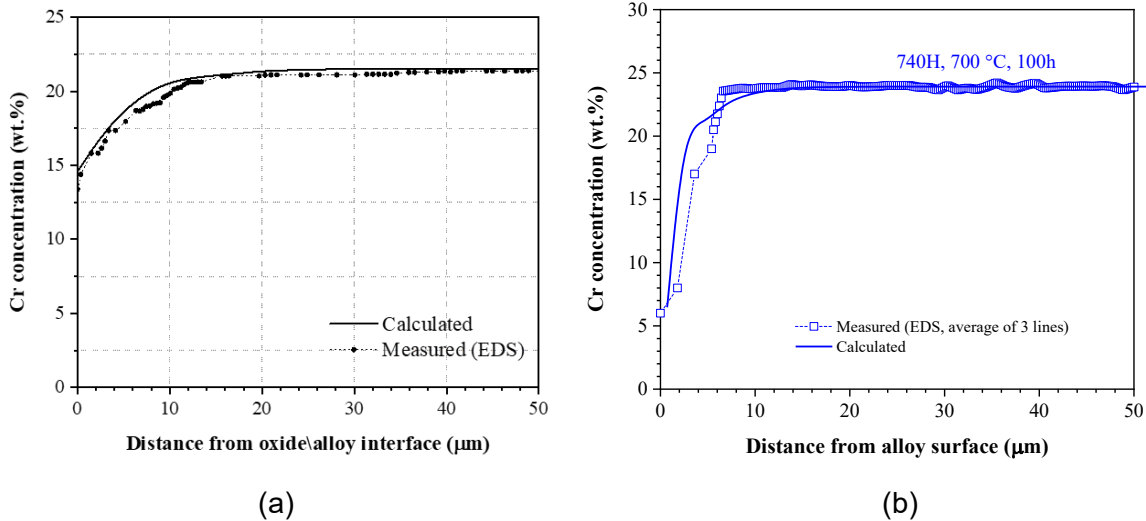 25
20
15
10
5
0
Cr concentration (wt.%)
Calculated
Measured (EDS)
0
10
20
30
40
50
Distance from oxide\alloy interface (μm)
(a)
30
25
20
15
10
5
0
Cr concentration (wt.%)
740H, 700 °C, 100h
Measured (EDS, average of 3 lines)
Calculated
0
10
20
30
40
50
Distance from alloy surface (μm)
(b)